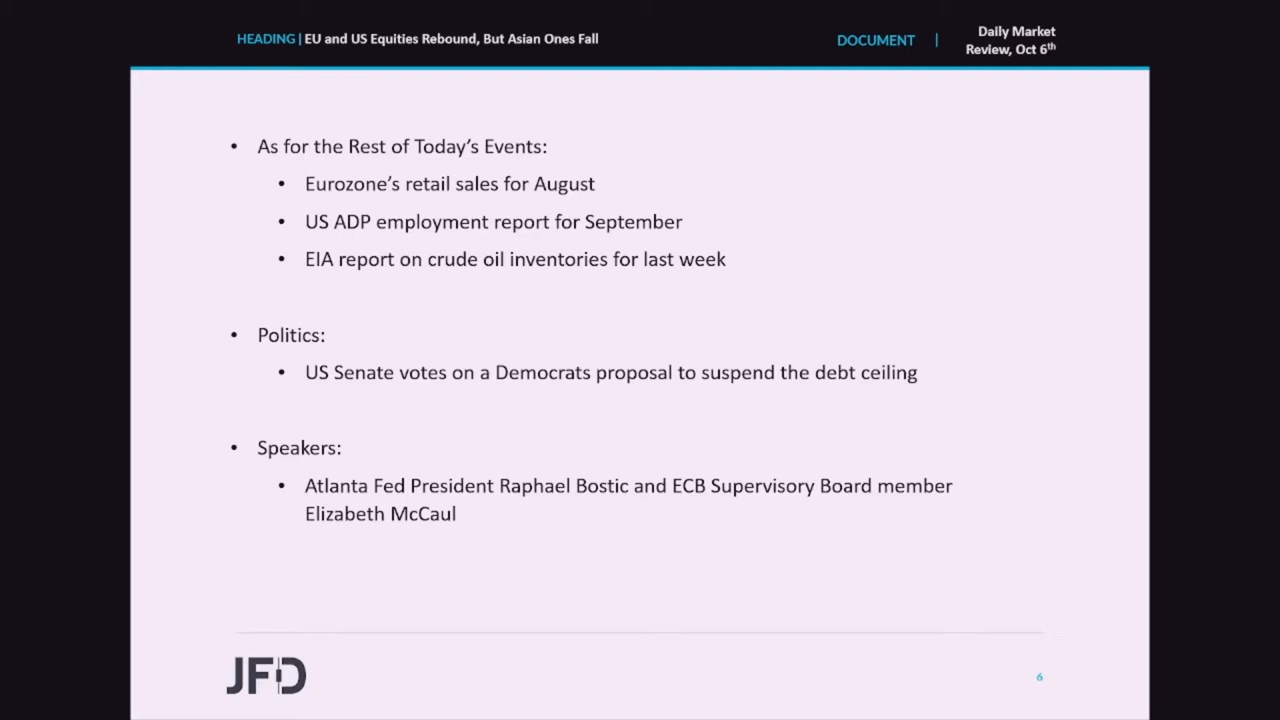 HEADING | EU and US Equities Rebound, But Asian Ones Fall
DOCUMENT |
Daily Market
Review, Oct 6th
• As for the Rest of Today’s Events:
• Eurozone’s retail sales for August
• US ADP employment report for September
• EIA report on crude oil inventories for last week
• Politics:
• US Senate votes on a Democrats proposal to suspend the debt ceiling
• Speakers:
• Atlanta Fed President Raphael Bostic and ECB Supervisory Board member
Elizabeth McCaul
JFD
6